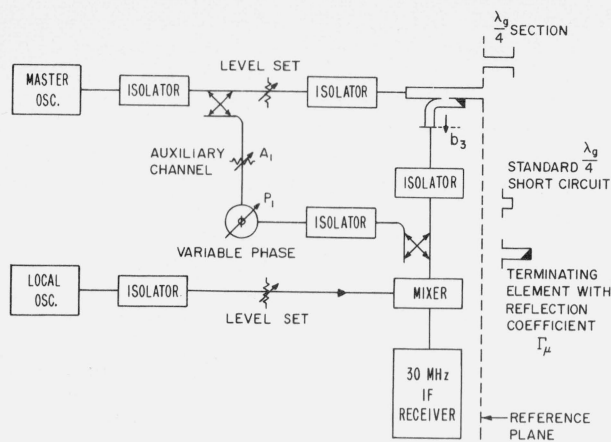 λg/4 SECTION
LEVEL SET
MASTER
OSC.
ISOLATOR
ISOLATOR
b₃
AUXILIARY
CHANNEL
A₁
ISOLATOR
STANDARD λg/4
SHORT CIRCUIT
P₁
ϕ
ISOLATOR
VARIABLE PHASE
LOCAL
OSC.
ISOLATOR
MIXER
LEVEL SET
TERMINATING
ELEMENT WITH
REFLECTION
COEFFICIENT
Γμ
30 MHz
IF
RECEIVER
REFERENCE
PLANE